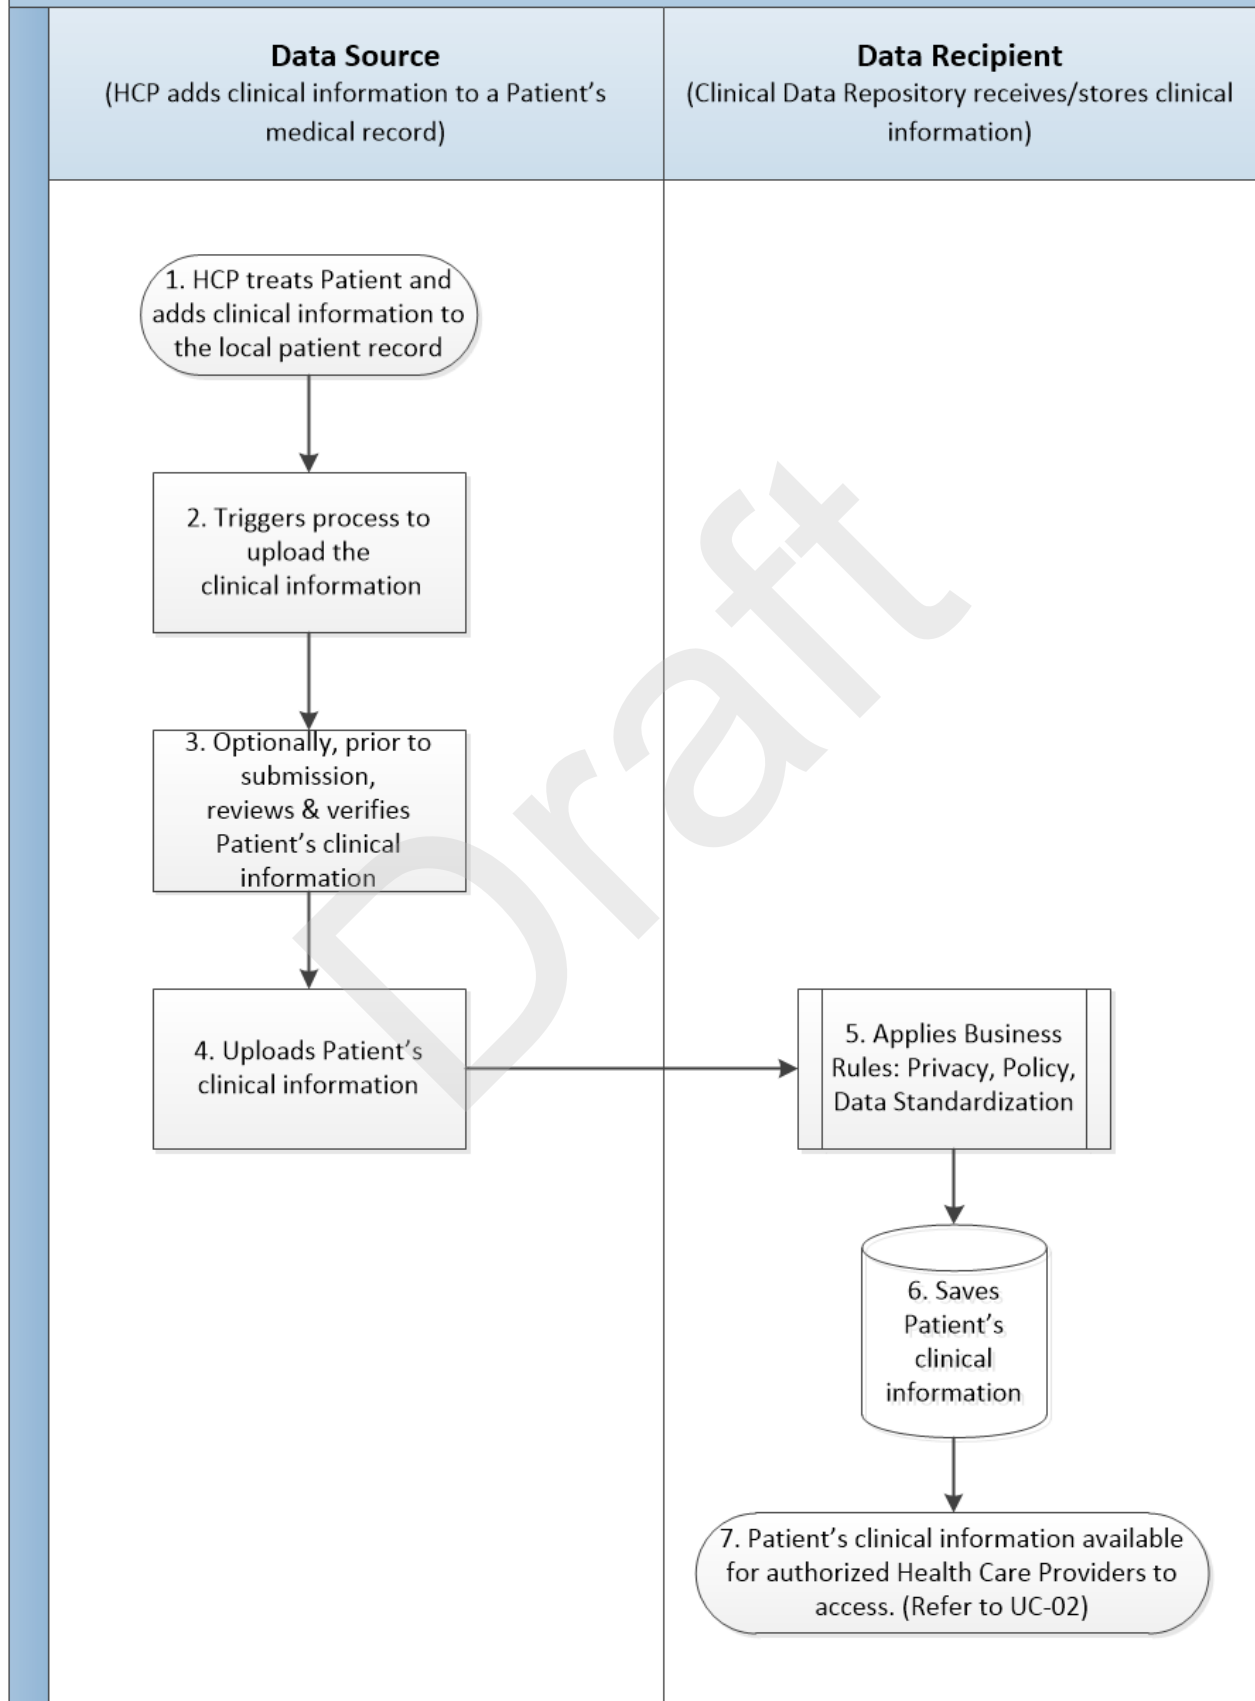 Data Source
(HCP adds clinical information to a Patient's
medical record)
Data Recipient
(Clinical Data Repository receives/stores clinical
information)
1. HCP treats Patient and
adds clinical information to
the local patient record
2. Triggers process to
upload the
clinical information
3. Optionally, prior to
submission,
reviews & verifies
Patient's clinical
information
4. Uploads Patient's
clinical information
5. Applies Business
Rules: Privacy, Policy,
Data Standardization
6. Saves
Patient's
clinical
information
7. Patient's clinical information available
for authorized Health Care Providers to
access. (Refer to UC-02)
Draft